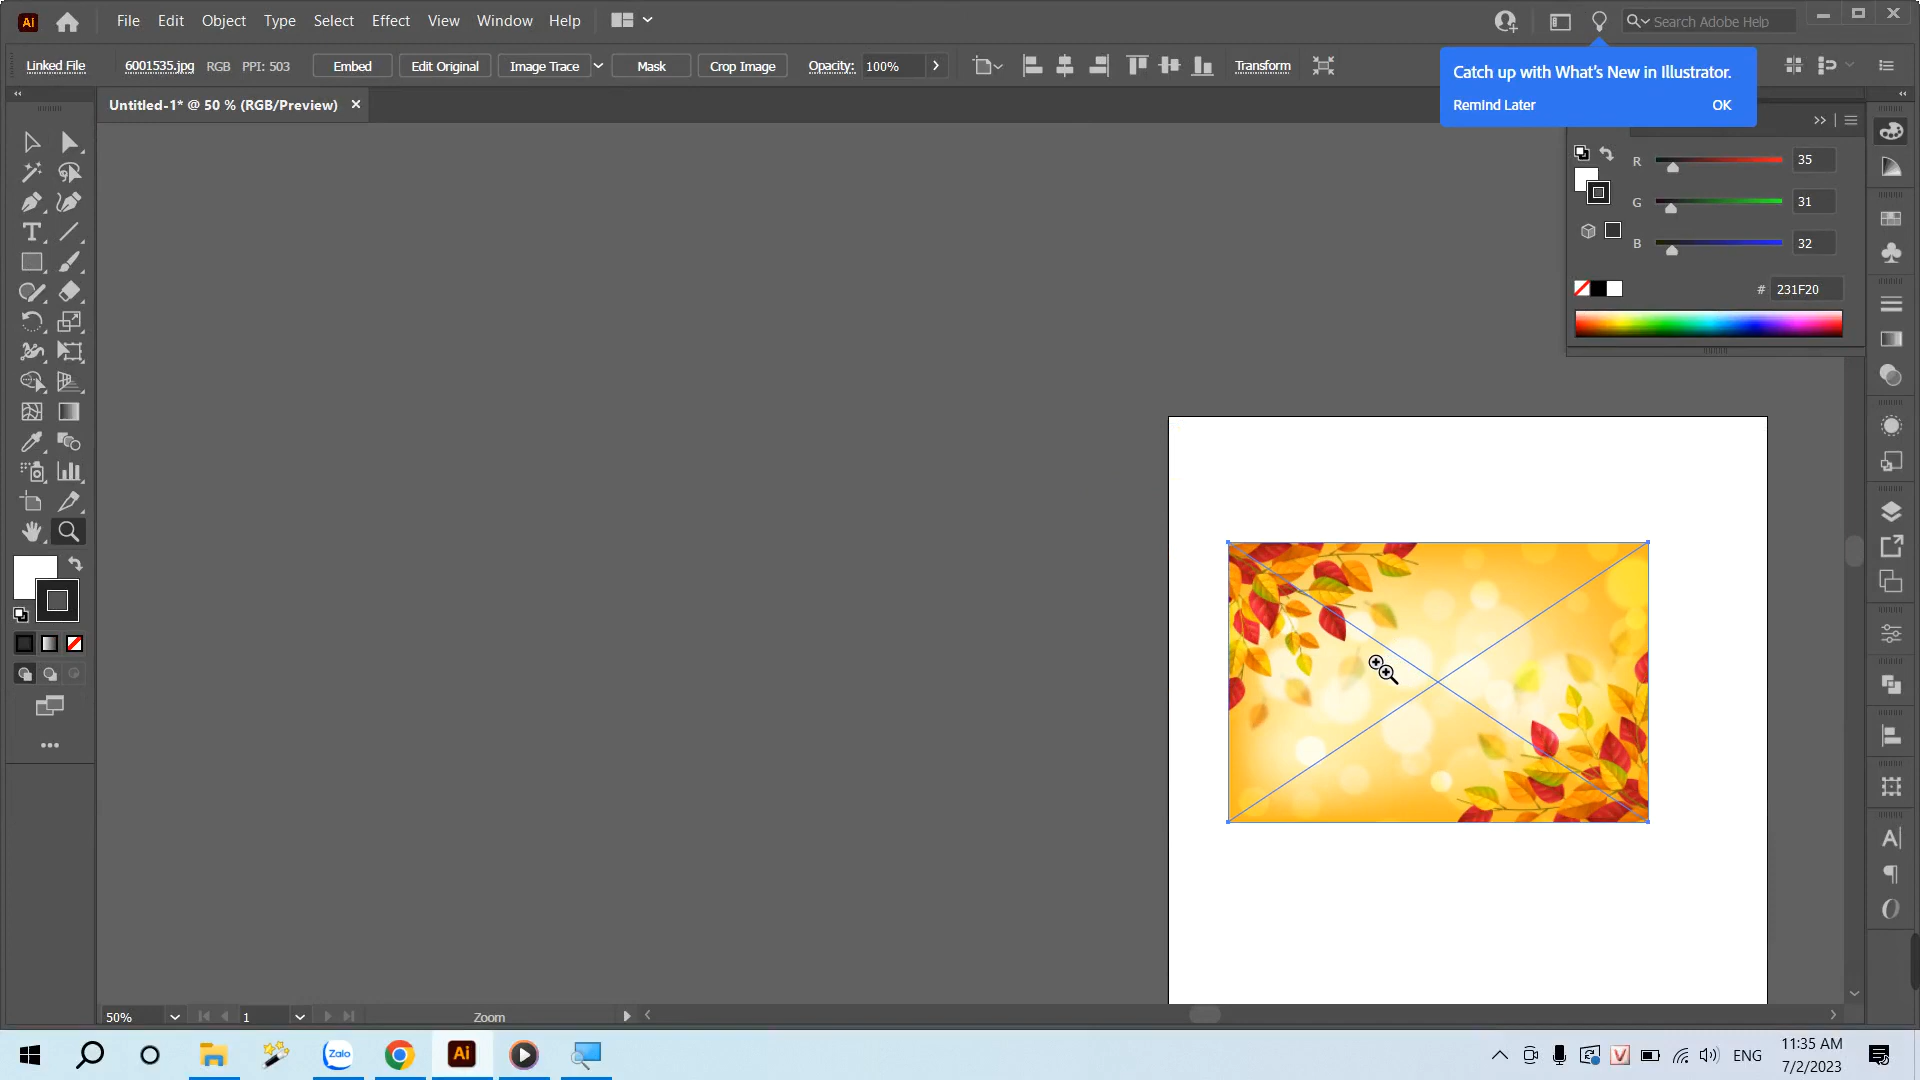 Ai File Edit Object Type Select Effect View Window Help Search Adobe Help
Linked File 6001535.jpg RGB PPI: 503 Embed Edit Original Image Trace Mask Crop Image Opacity: 100% Transform
Catch up with What's New in Illustrator.
Remind Later OK
Untitled-1* @ 50 % (RGB/Preview)
R 35
G 31
B 32
# 231F20
50% 1 Zoom
Zalo Ai ENG 11:35 AM
7/2/2023